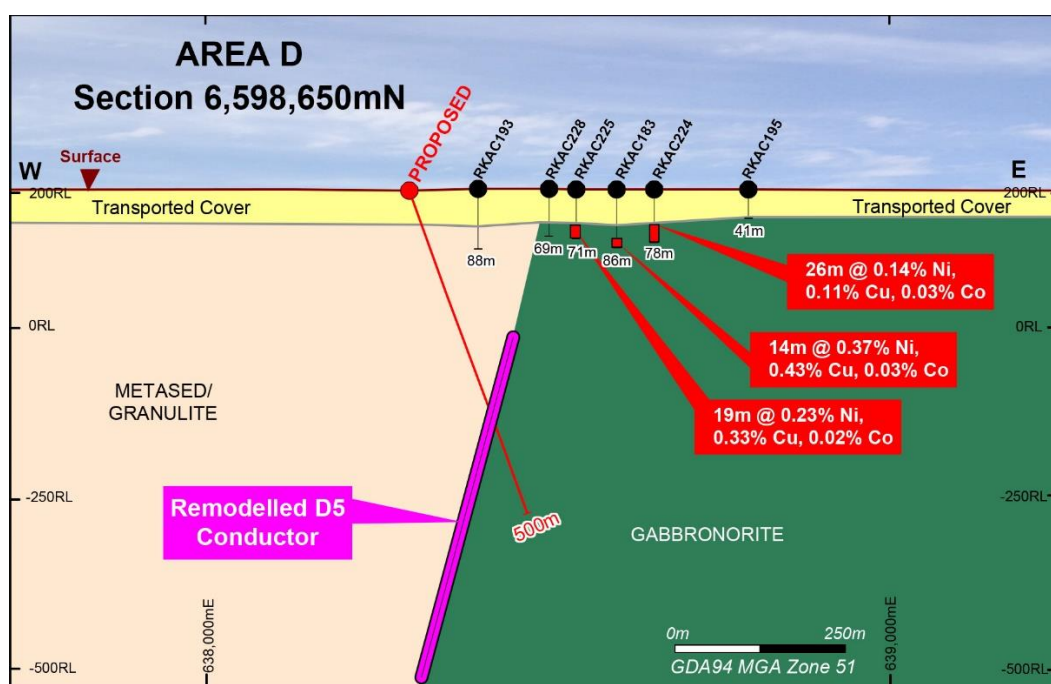 AREA D
Section 6,598,650mN
PROPOSED
RKAC193
RKAC228
RKAC225
RKAC183
RKAC224
RKAC195
W
Surface
E
200RL
200RL
Transported Cover
Transported Cover
88m
69m
71m
86m
78m
41m
26m @ 0.14% Ni,
0.11% Cu, 0.03% Co
0RL
0RL
14m @ 0.37% Ni,
0.43% Cu, 0.03% Co
METASED/
GRANULITE
19m @ 0.23% Ni,
0.33% Cu, 0.02% Co
-250RL
-250RL
Remodelled D5
Conductor
500m
GABBRONORITE
638,000mE
639,000mE
0m
250m
GDA94 MGA Zone 51
-500RL
-500RL